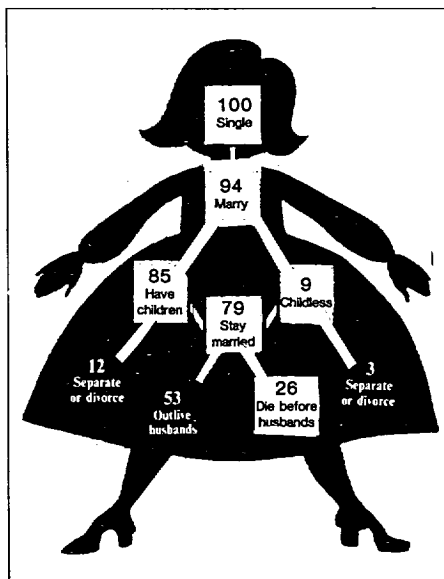 100
Single
94
Marry
85
Have
children
9
Childless
79
Stay
married
12
Separate
or divorce
53
Outlive
husbands
26
Die before
husbands
3
Separate
or divorce